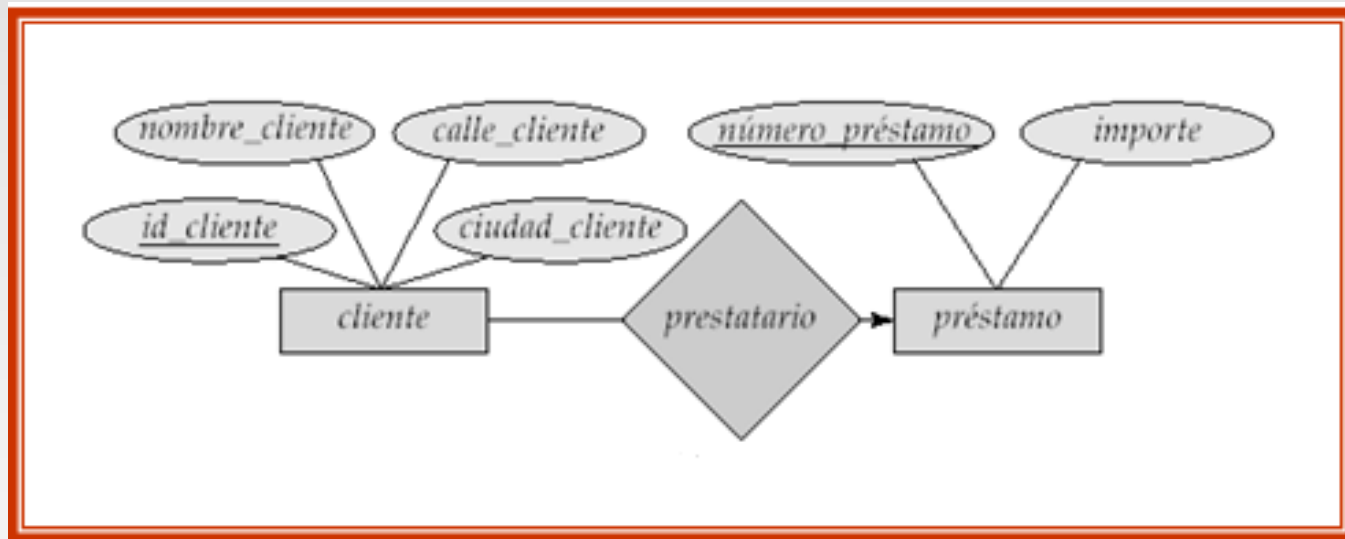 nombre_cliente
calle_cliente
número_préstamo
importe
id_cliente
ciudad_cliente
cliente
prestatario
préstamo